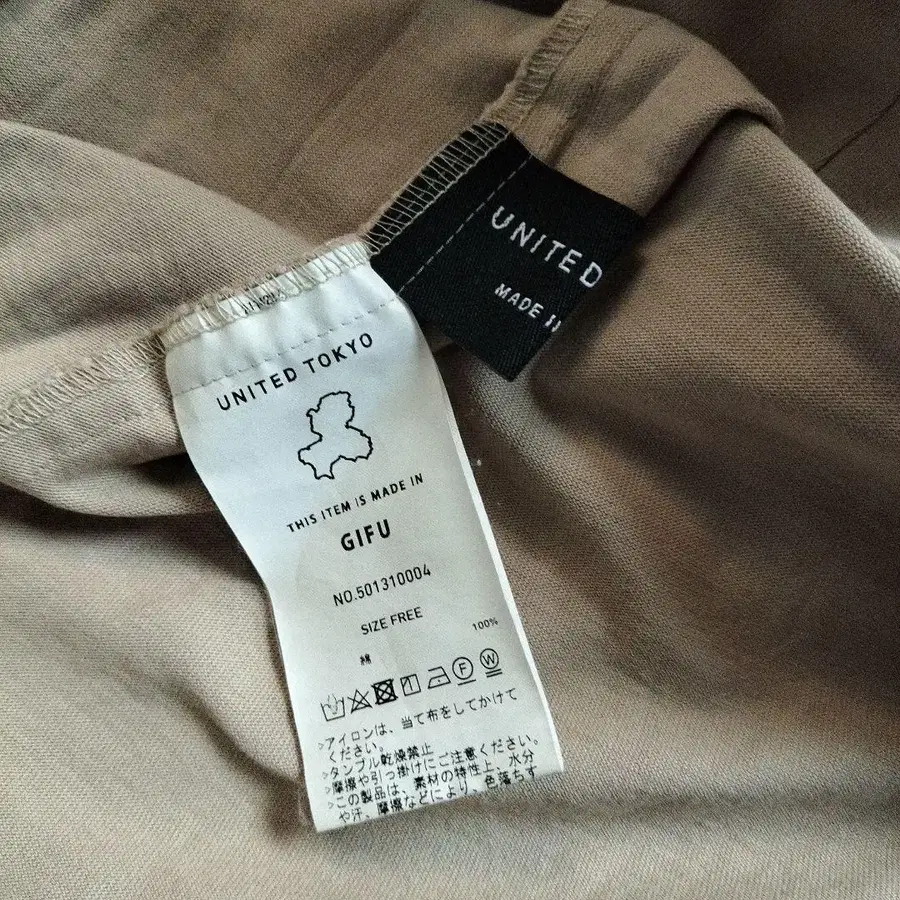 UNITED
MADE I
UNITED TOKYO
THIS ITEM IS MADE IN
GIFU
NO.501310004
SIZE FREE
綿 100%
F W
>アイロンは、当て布をしてかけて
ください。
>タンブル乾燥禁止
>摩擦や引っ掛けにご注意ください。
>この製品は、素材の特性上、水分
や汗、摩擦などにより、色落ちす